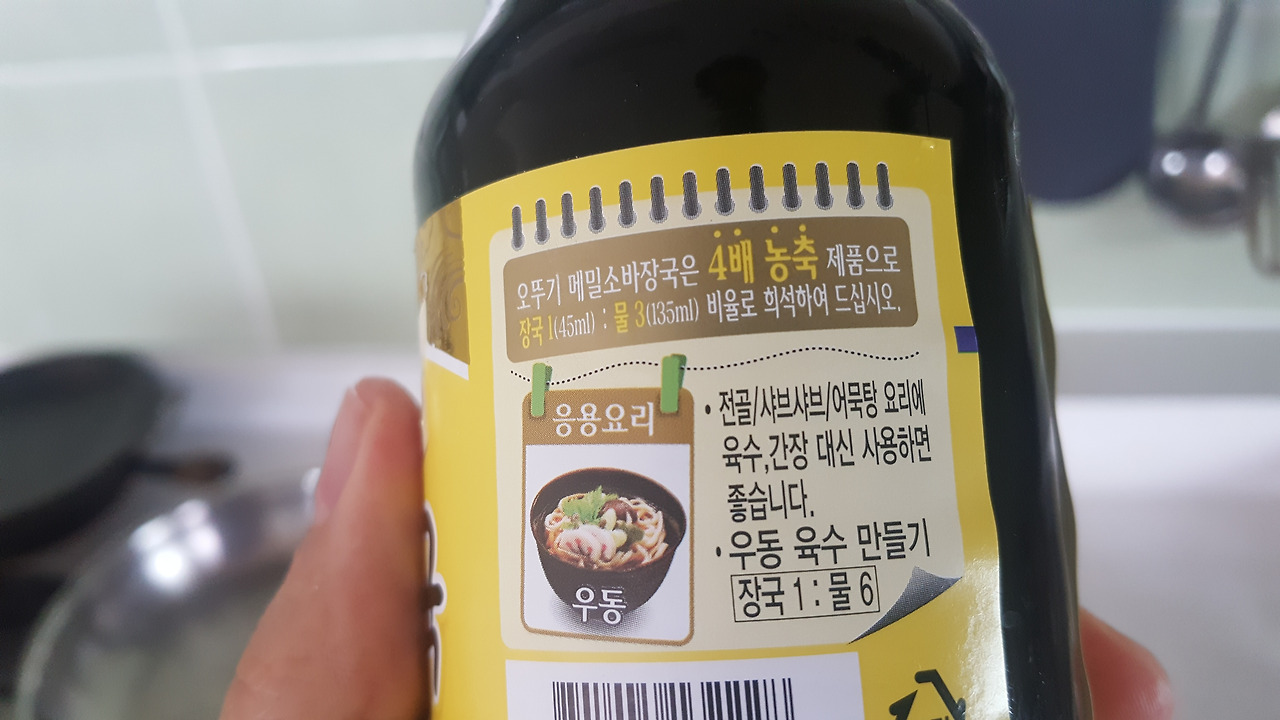 오뚜기 메밀소바장국은 4배 농축 제품으로
장국 1(45ml) : 물 3(135ml) 비율로 희석하여 드십시오.
응용요리
우동
• 전골/샤브샤브/어묵탕 요리에
육수,간장 대신 사용하면
좋습니다.
• 우동 육수 만들기
장국 1 : 물 6